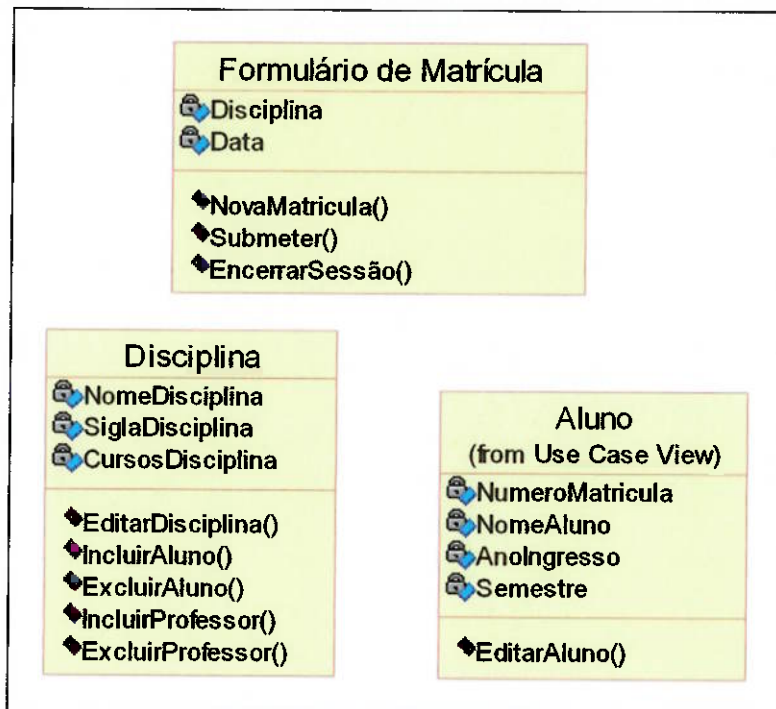 Formulário de Matrícula
Disciplina
Data
NovaMatricula()
Submeter()
EncerrarSessão()
Disciplina
NomeDisciplina
SiglaDisciplina
CursosDisciplina
EditarDisciplina()
IncluirAluno()
ExcluirAluno()
IncluirProfessor()
ExcluirProfessor()
Aluno
(from Use Case View)
NumeroMatricula
NomeAluno
AnoIngresso
Semestre
EditarAluno()